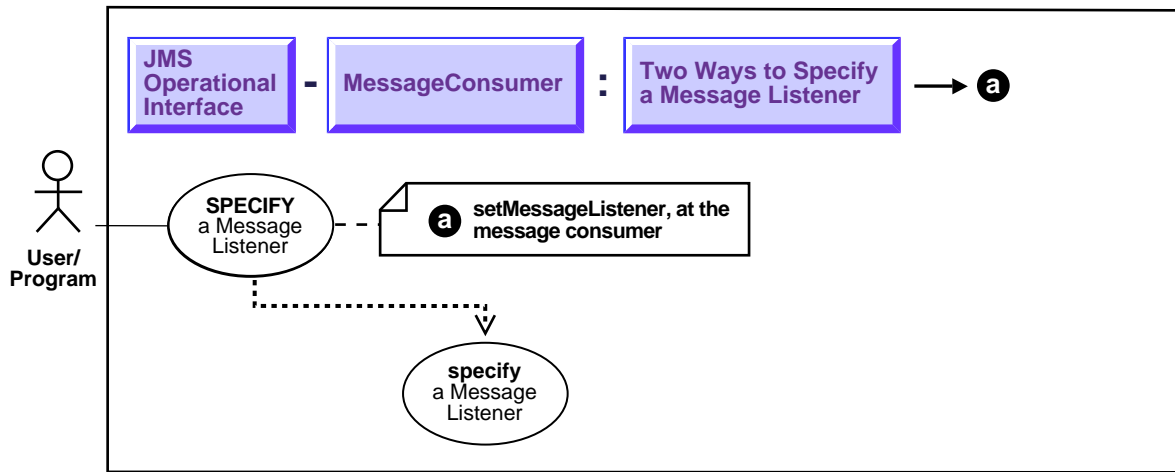 JMS
Operational
Interface
-
MessageConsumer
:
Two Ways to Specify
a Message Listener
a
SPECIFY
a Message
Listener
a
setMessageListener, at the
message consumer
User/
Program
specify
a Message
Listener